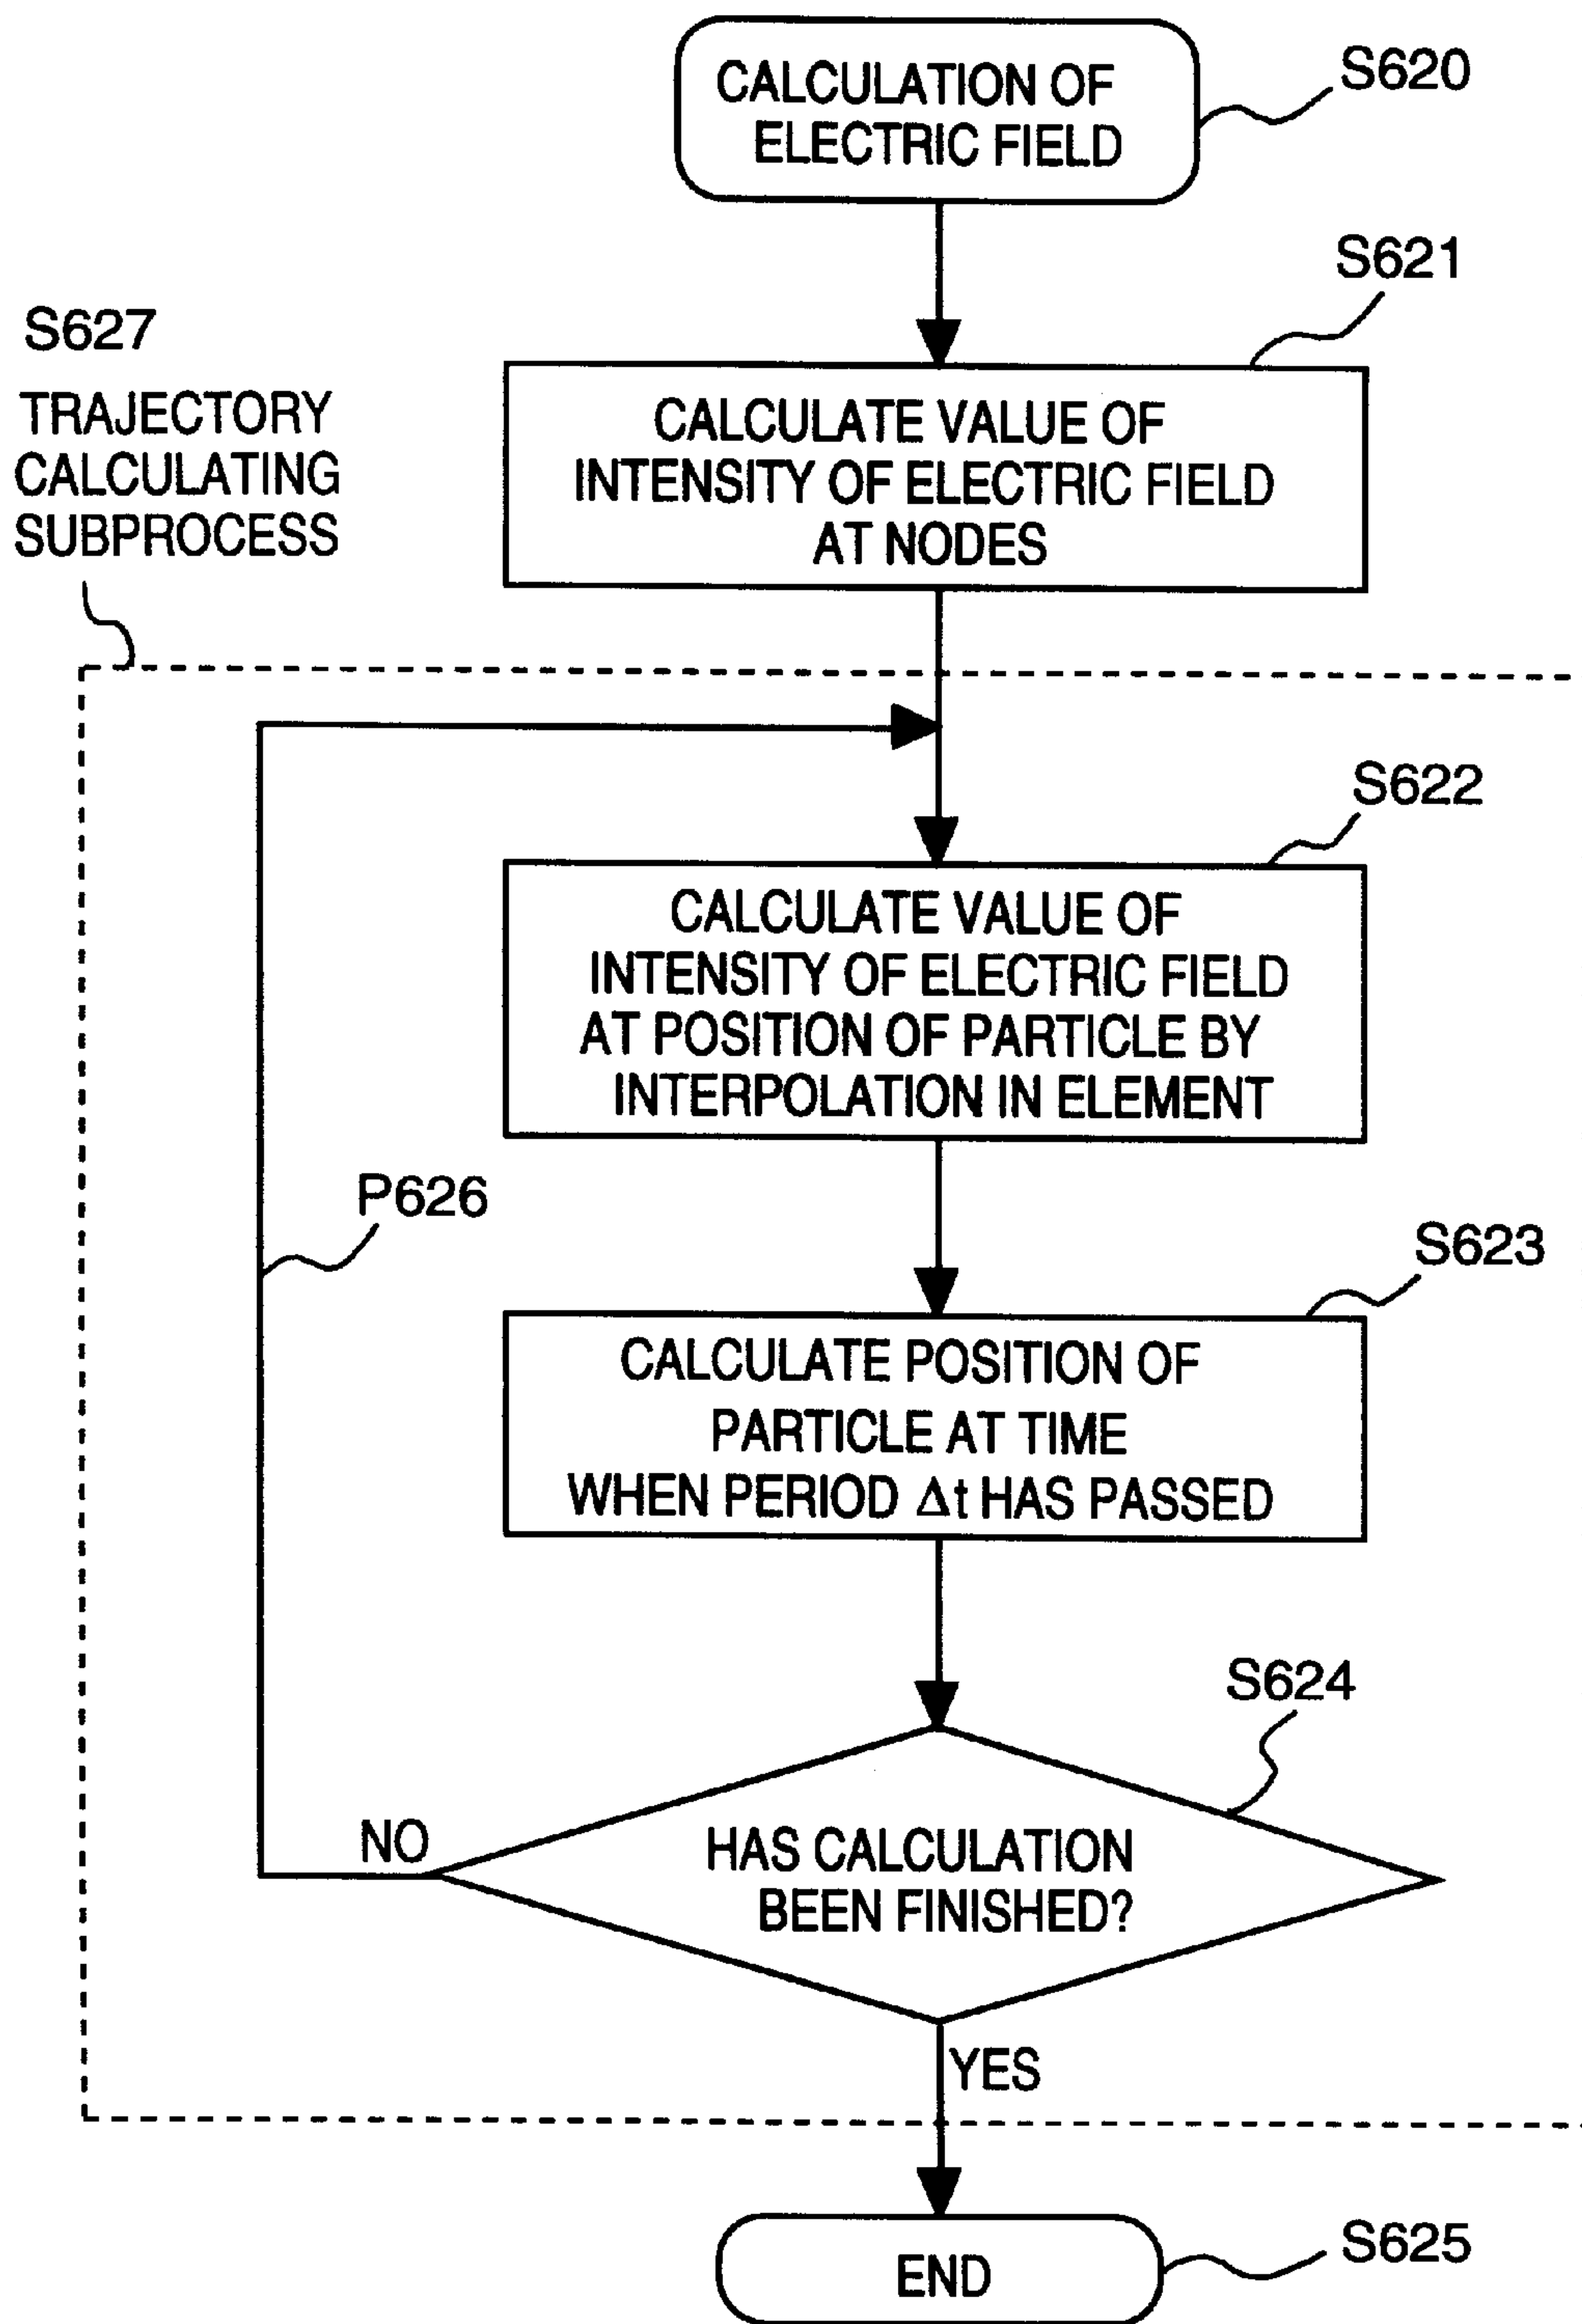 CALCULATION OF
ELECTRIC FIELD
S620
S621
S627
TRAJECTORY
CALCULATING
SUBPROCESS
CALCULATE VALUE OF
INTENSITY OF ELECTRIC FIELD
AT NODES
S622
CALCULATE VALUE OF
INTENSITY OF ELECTRIC FIELD
AT POSITION OF PARTICLE BY
INTERPOLATION IN ELEMENT
P626
S623
CALCULATE POSITION OF
PARTICLE AT TIME
WHEN PERIOD Δt HAS PASSED
S624
NO
HAS CALCULATION
BEEN FINISHED?
YES
END
S625